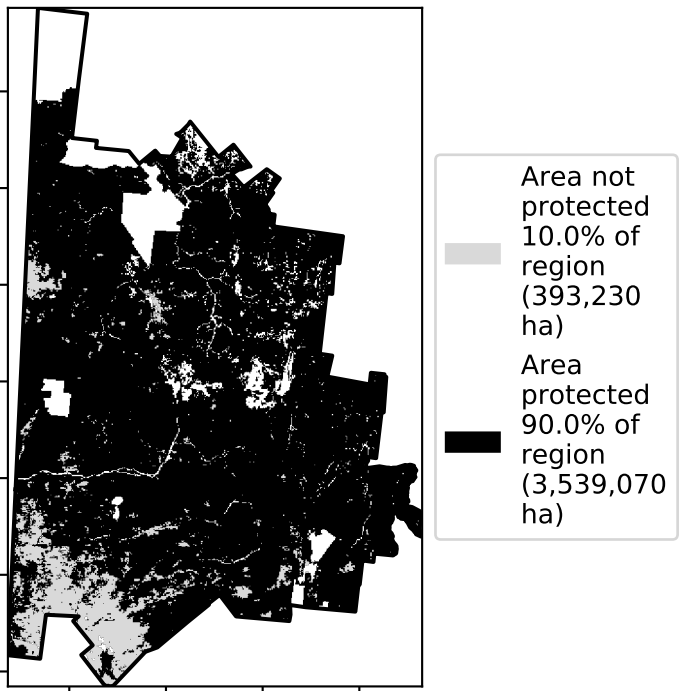 Area not
protected
10.0% of
region
(393,230
ha)
Area
protected
90.0% of
region
(3,539,070
ha)